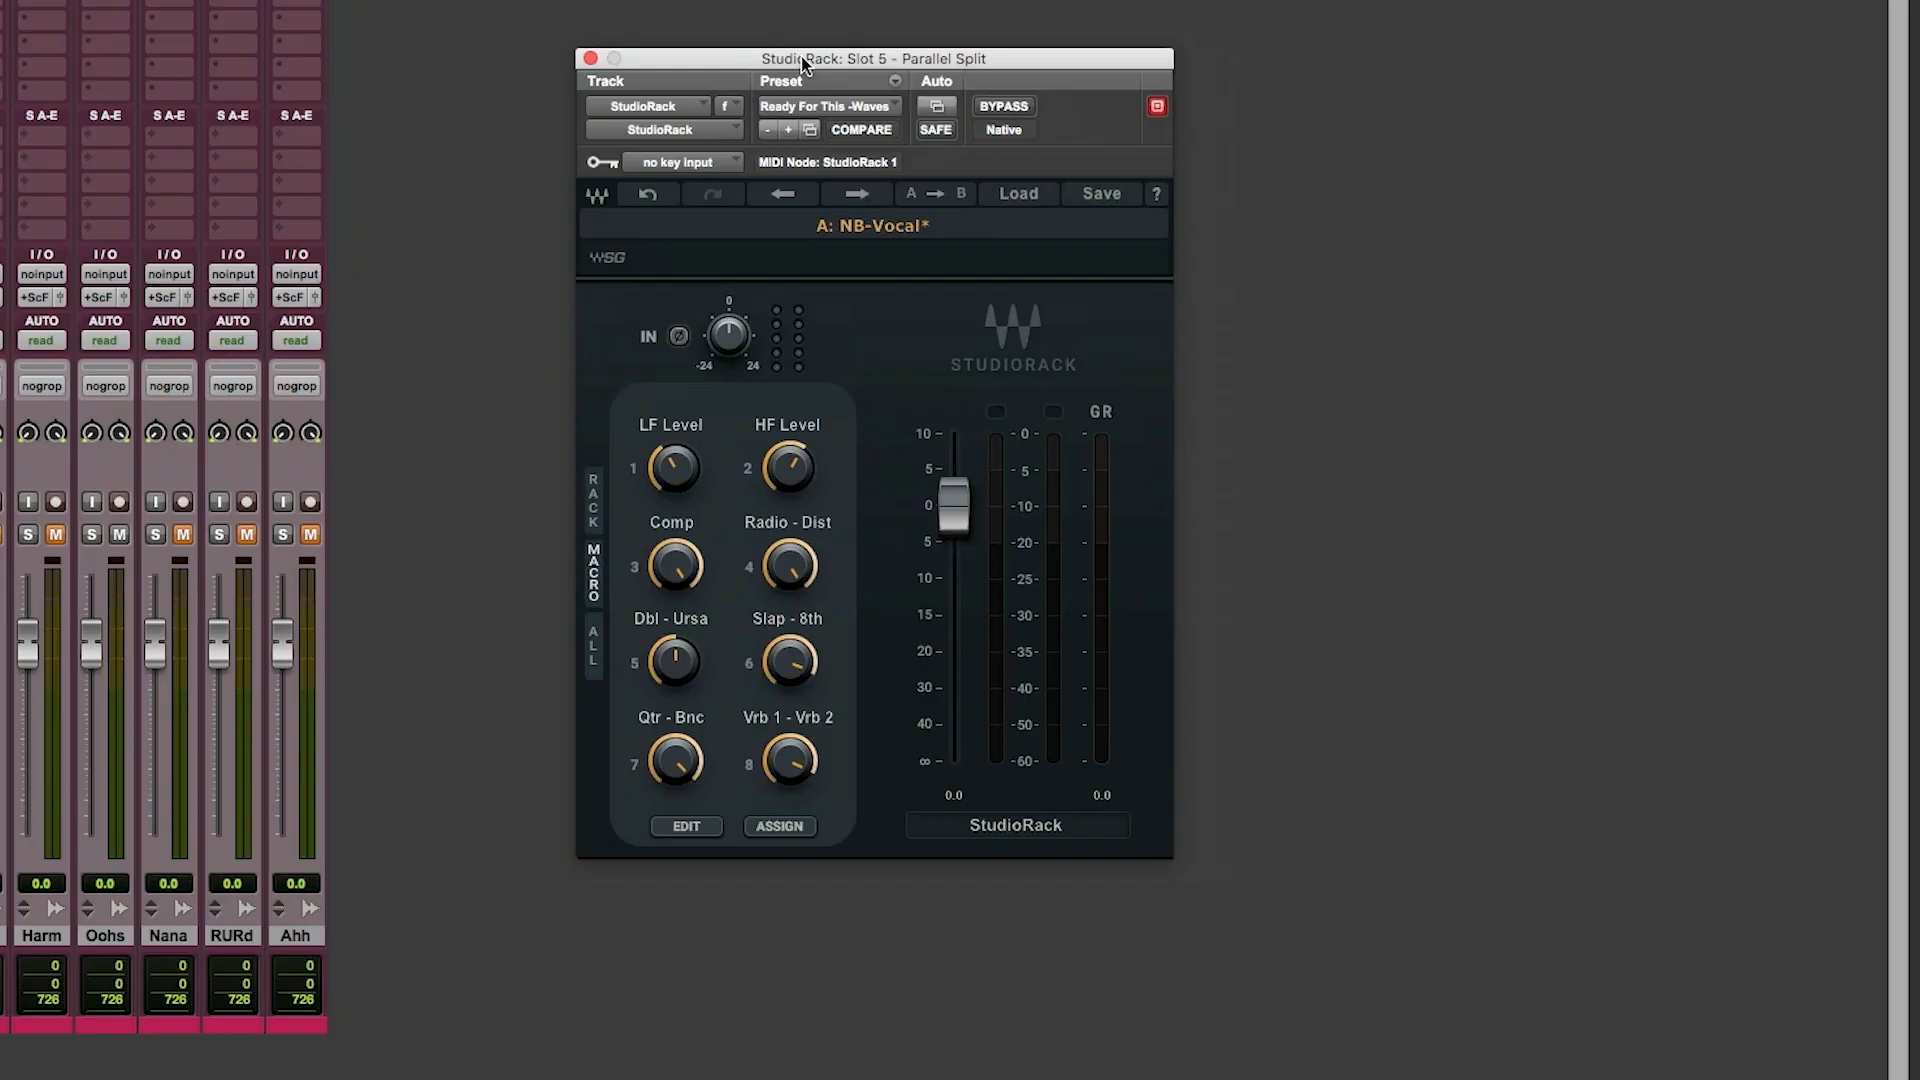 StudioRack: Slot 5 - Parallel Split
Track
Preset
Auto
StudioRack
f
Ready For This -Waves
BYPASS
StudioRack
- +
COMPARE
SAFE
Native
no key input
MIDI Node: StudioRack 1
A B
Load
Save
?
A: NB-Vocal*
WSG
IN
0
-24 24
STUDIORACK
LF Level
HF Level
1
2
Comp
Radio - Dist
3
4
Dbl - Ursa
Slap - 8th
5
6
Qtr - Bnc
Vrb 1 - Vrb 2
7
8
EDIT
ASSIGN
RACK
MACRO
ALL
GR
10 -
5 -
0 -
5 -
10 -
15 -
20 -
30 -
40 -
∞ -
- 0 -
- 5 -
-10-
-20-
-25-
-30-
-35-
-40-
-50-
-60-
0.0
0.0
StudioRack
S A-E S A-E S A-E S A-E S A-E
I / O I / O I / O I / O I / O
noinput noinput noinput noinput noinput
+ScF +ScF +ScF +ScF +ScF
AUTO AUTO AUTO AUTO AUTO
read read read read read
nogrop nogrop nogrop nogrop nogrop
I I I I I
S M S M S M S M S M
0.0 0.0 0.0 0.0 0.0
Harm Oohs Nana RURd Ahh
0 0 0 0 0
0 0 0 0 0
726 726 726 726 726